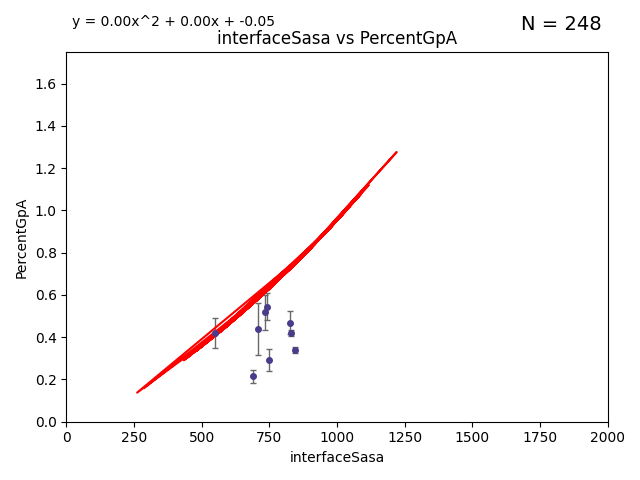 y = 0.00x^2 + 0.00x + -0.05
N = 248
interfaceSasa vs PercentGpA
PercentGpA
1.6
1.4
1.2
1.0
0.8
0.6
0.4
0.2
0.0
0 250 500 750 1000 1250 1500 1750 2000
interfaceSasa